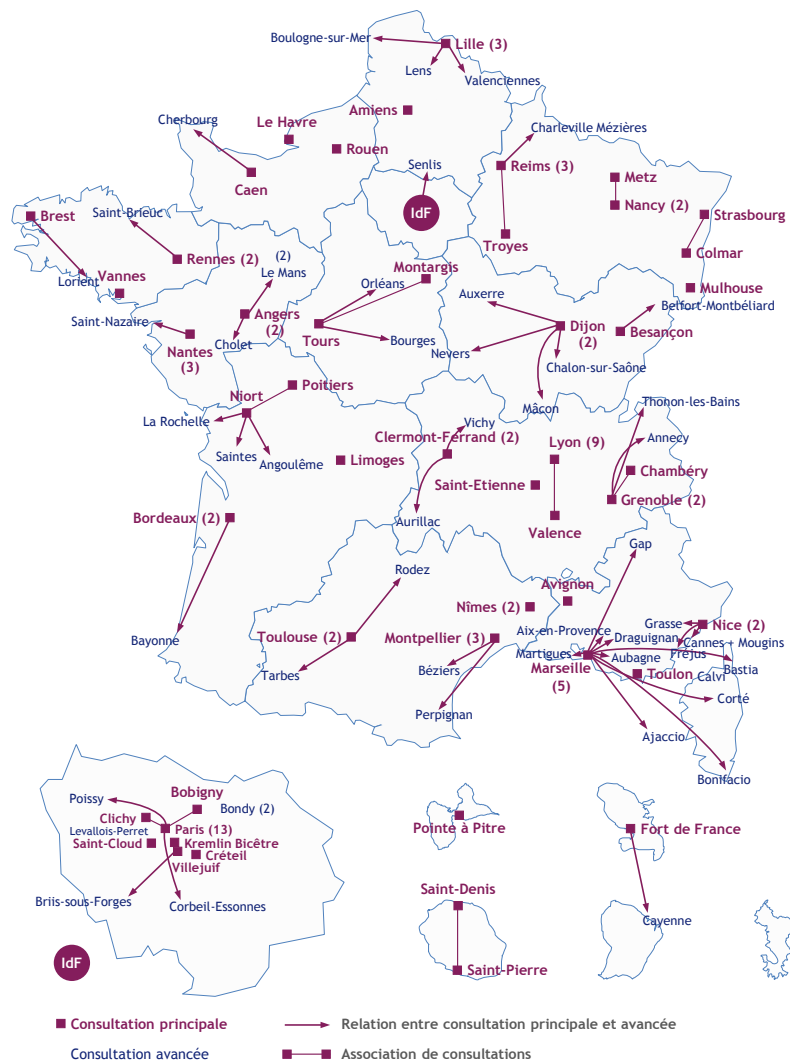 Boulogne-sur-Mer
Lille (3)
Lens
Valenciennes
Amiens
Cherbourg
Le Havre
Charleville Mézières
Rouen
Senlis
Reims (3)
Metz
Caen
IdF
Nancy (2)
Brest
Saint-Brieuc
Strasbourg
Troyes
Rennes (2)
(2)
Le Mans
Montargis
Colmar
Vannes
Lorient
Orléans
Mulhouse
Auxerre
Belfort-Montbéliard
Saint-Nazaire
Angers
(2)
Tours
Bourges
Dijon
(2)
Besançon
Nantes
(3)
Cholet
Nevers
Chalon-sur-Saône
Niort
Poitiers
Mâcon
Thonon-les-Bains
La Rochelle
Vichy
Clermont-Ferrand (2)
Lyon (9)
Annecy
Saintes
Angoulême
Limoges
Chambéry
Saint-Etienne
Grenoble (2)
Bordeaux (2)
Aurillac
Valence
Gap
Rodez
Avignon
Nîmes (2)
Bayonne
Toulouse (2)
Montpellier (3)
Aix-en-Provence
Grasse
Nice (2)
Draguignan
Cannes + Mougins
Martigues
Aubagne
Fréjus
Tarbes
Béziers
Marseille
(5)
Toulon
Bastia
Calvi
Corté
Perpignan
Ajaccio
Bonifacio
Poissy
Bobigny
Bondy (2)
Clichy
Levallois-Perret
Paris (13)
Saint-Cloud
Kremlin Bicêtre
Créteil
Villejuif
Briis-sous-Forges
Corbeil-Essonnes
IdF
Pointe à Pitre
Fort de France
Saint-Denis
Cayenne
Saint-Pierre
Consultation principale
Relation entre consultation principale et avancée
Consultation avancée
Association de consultations